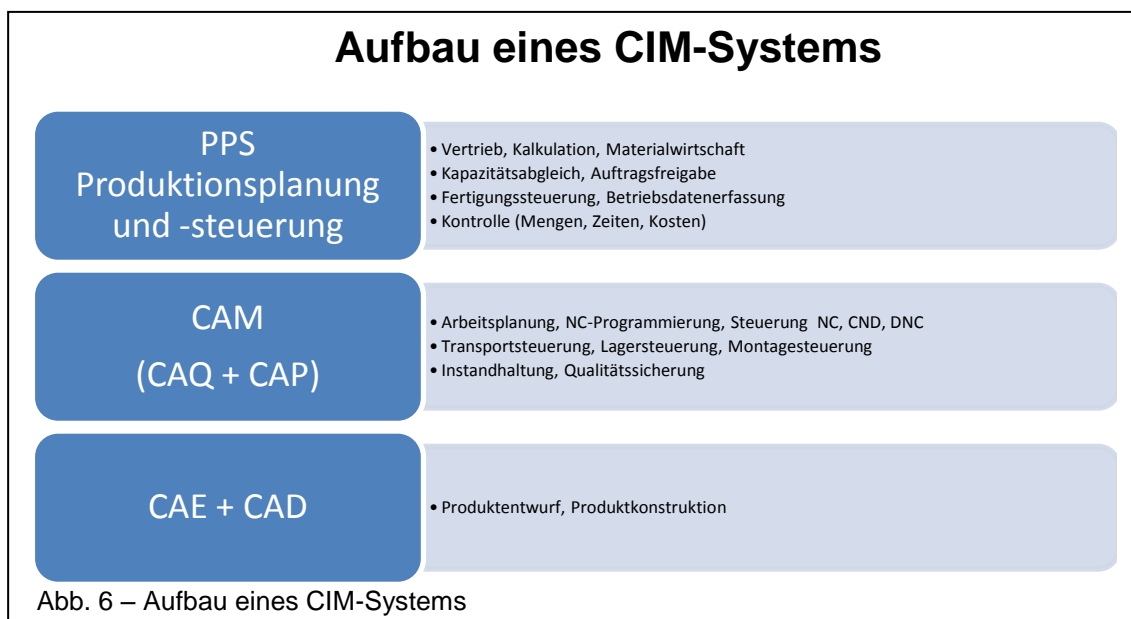 Aufbau eines CIM-Systems
PPS
Produktionsplanung
und -steuerung
• Vertrieb, Kalkulation, Materialwirtschaft
• Kapazitätsabgleich, Auftragsfreigabe
• Fertigungssteuerung, Betriebsdatenerfassung
• Kontrolle (Mengen, Zeiten, Kosten)
CAM
(CAQ + CAP)
• Arbeitsplanung, NC-Programmierung, Steuerung NC, CND, DNC
• Transportsteuerung, Lagersteuerung, Montagesteuerung
• Instandhaltung, Qualitätssicherung
CAE + CAD
• Produktentwurf, Produktkonstruktion
Abb. 6 – Aufbau eines CIM-Systems